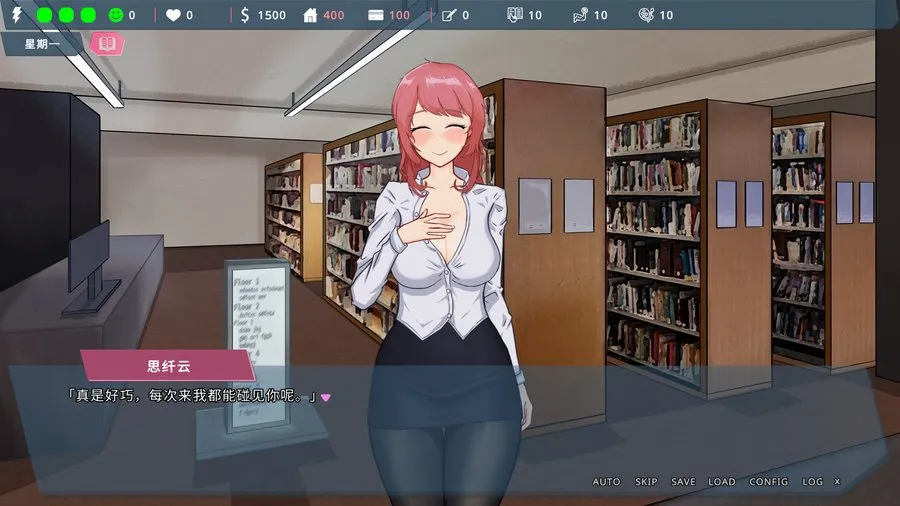 0 0 $ 1500 400 100 0 10 10 10
星期一
Floor 1
Floor 2
思纤云
「真是好巧，每次来我都能碰见你呢。」
AUTO SKIP SAVE LOAD CONFIG LOG x